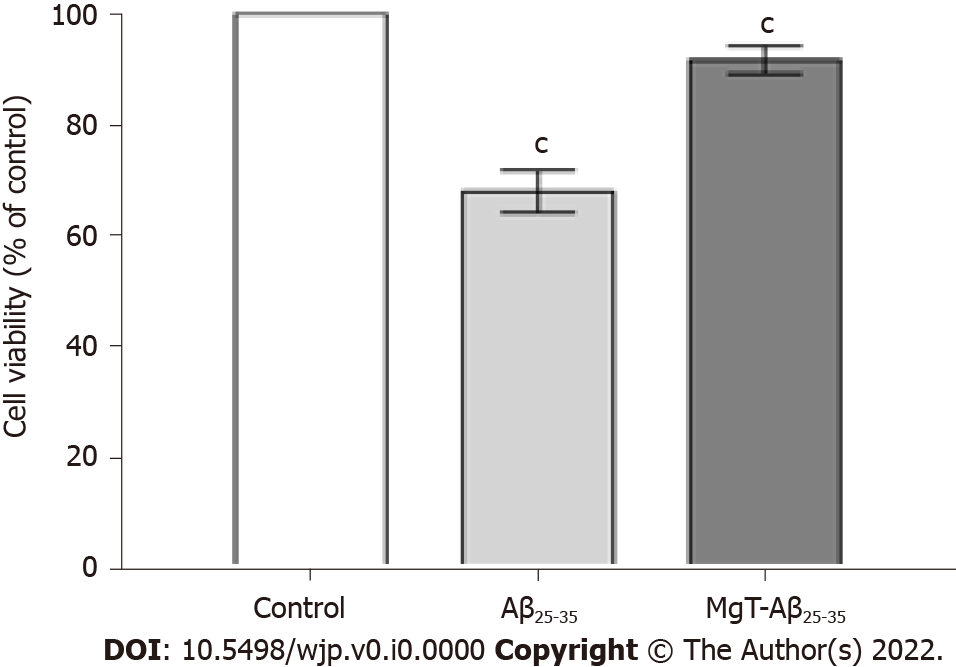 Cell viability (% of control)
100
80
60
40
20
0
c
c
Control
Aβ25-35
MgT-Aβ25-35
DOI: 10.5498/wjp.v0.i0.0000 Copyright © The Author(s) 2022.